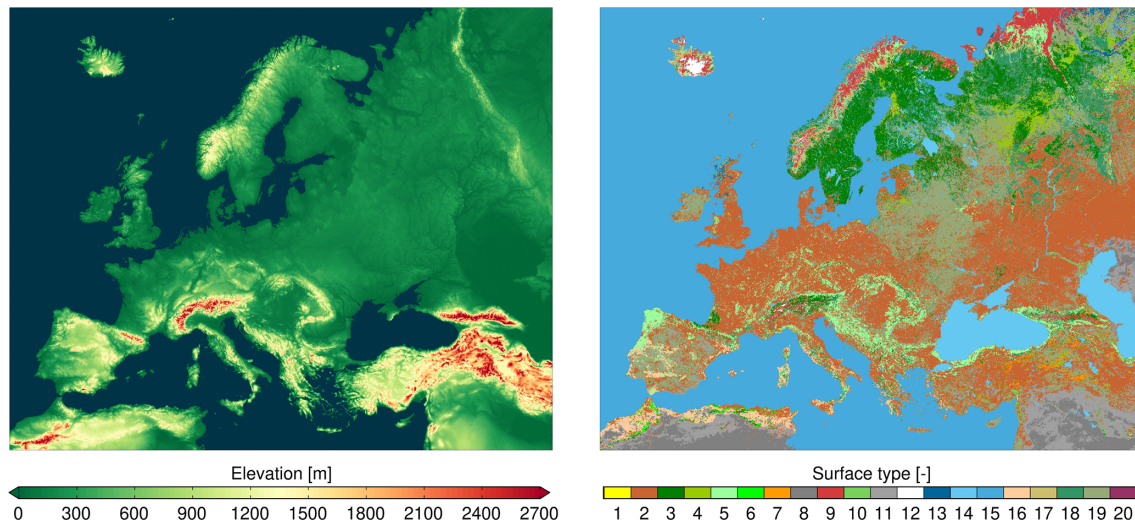 Elevation [m]
0 300 600 900 1200 1500 1800 2100 2400 2700
Surface type [-]
1 2 3 4 5 6 7 8 9 10 11 12 13 14 15 16 17 18 19 20